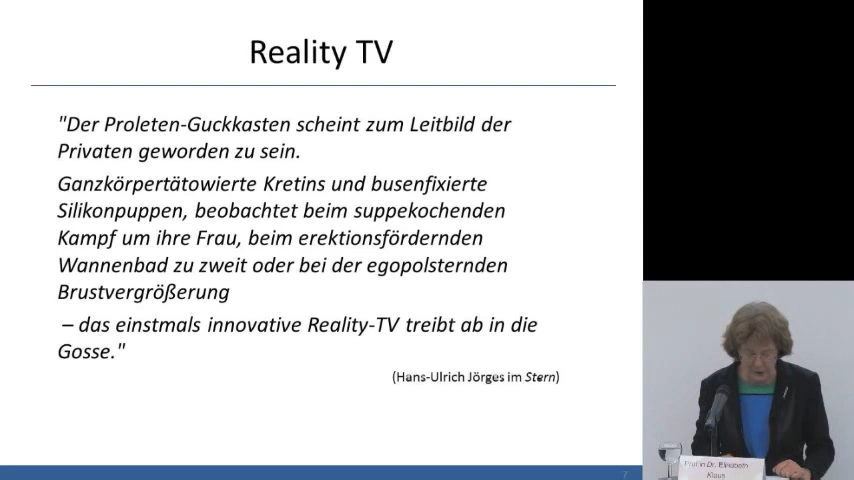 Reality TV
"Der Proleten-Guckkasten scheint zum Leitbild der
Privaten geworden zu sein.
Ganzkörpertätowierte Kretins und busenfixierte
Silikonpuppen, beobachtet beim suppekochenden
Kampf um ihre Frau, beim erektionsfördernden
Wannenbad zu zweit oder bei der egopolsternden
Brustvergrößerung
– das einstmals innovative Reality-TV treibt ab in die
Gosse."
(Hans-Ulrich Jörges im Stern)
7
Prof.in Dr. Elisabeth
Klaus